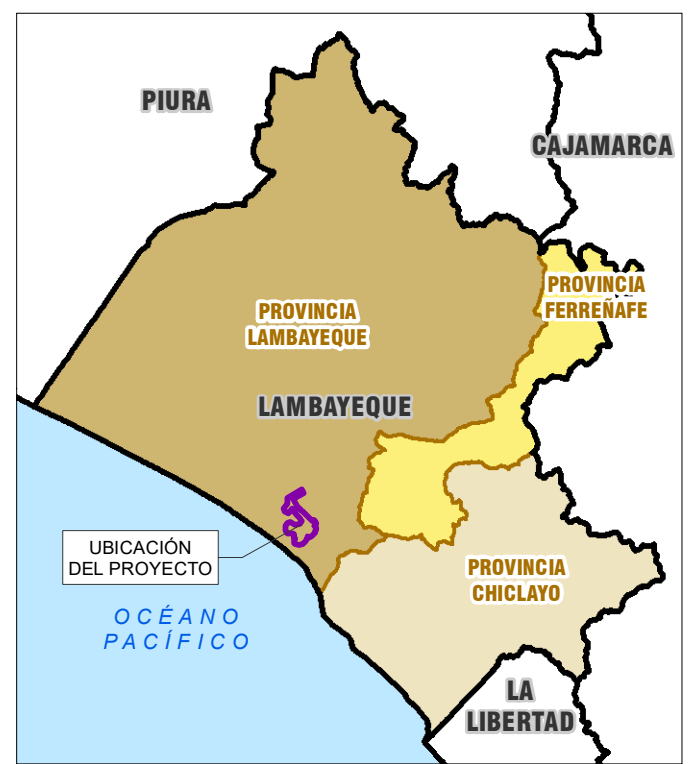 PIURA
CAJAMARCA
PROVINCIA
FERREÑAFE
PROVINCIA
LAMBAYEQUE
LAMBAYEQUE
UBICACIÓN
DEL PROYECTO
PROVINCIA
CHICLAYO
OCÉANO
PACÍFICO
LA
LIBERTAD